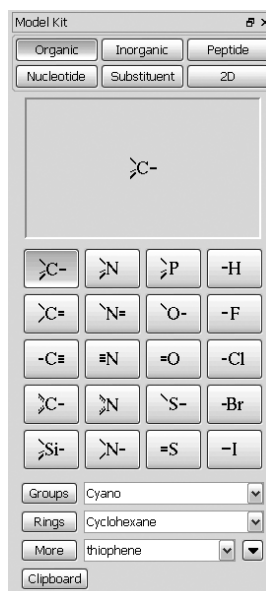 Model Kit
Organic Inorganic Peptide
Nucleotide Substituent 2D
C-
C- N P -H
C= N= O- -F
-C≡ ≡N =O -Cl
C- N S- -Br
Si- N- =S -I
Groups Cyano
Rings Cyclohexane
More thiophene
Clipboard